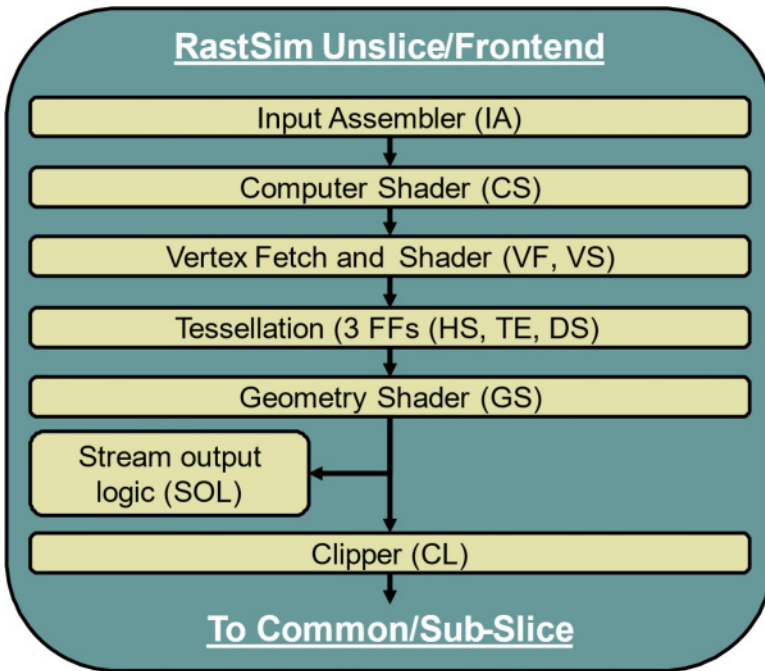 RastSim Unslice/Frontend
Input Assembler (IA)
Computer Shader (CS)
Vertex Fetch and Shader (VF, VS)
Tessellation (3 FFs (HS, TE, DS)
Geometry Shader (GS)
Stream output
logic (SOL)
Clipper (CL)
To Common/Sub-Slice